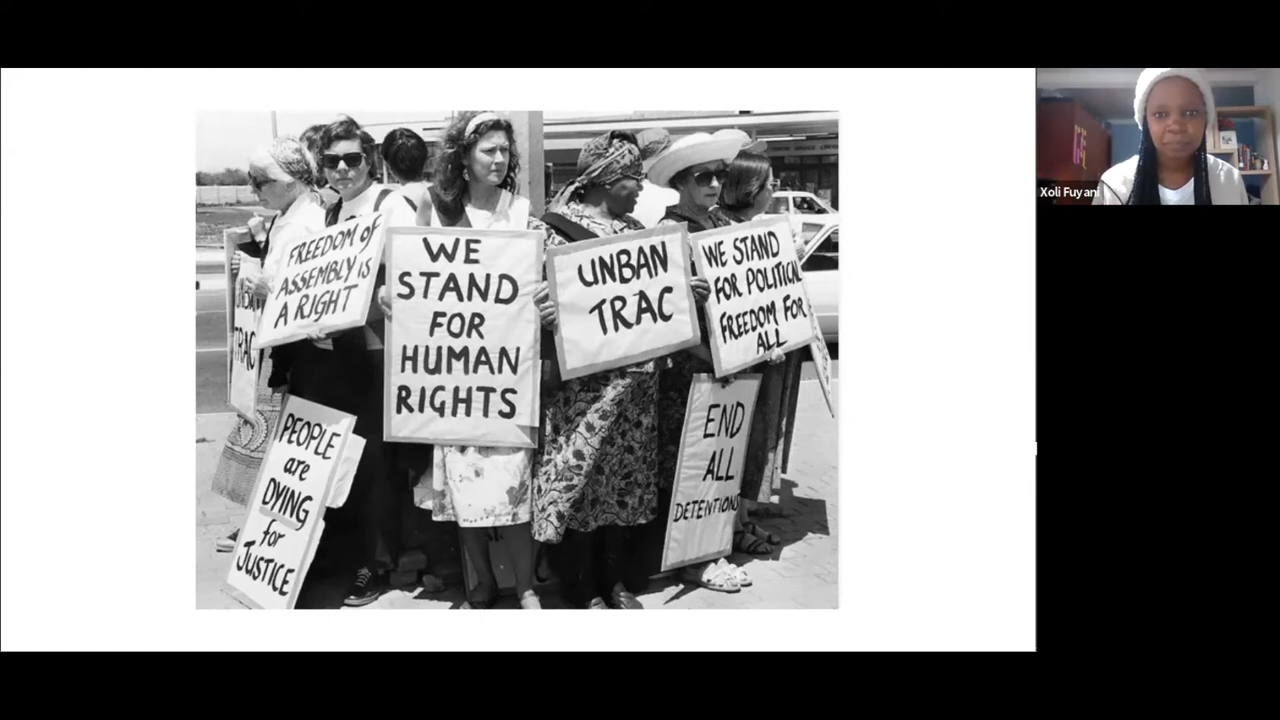 FREEDOM of
ASSEMBLY is
A RIGHT
WE
STAND
FOR
HUMAN
RIGHTS
UNBAN
TRAC
WE STAND
FOR POLITICAL
FREEDOM FOR
ALL
TRAC
PEOPLE
are
DYING
for
JUSTICE
END
ALL
DETENTIONS
Xoli Fuyani